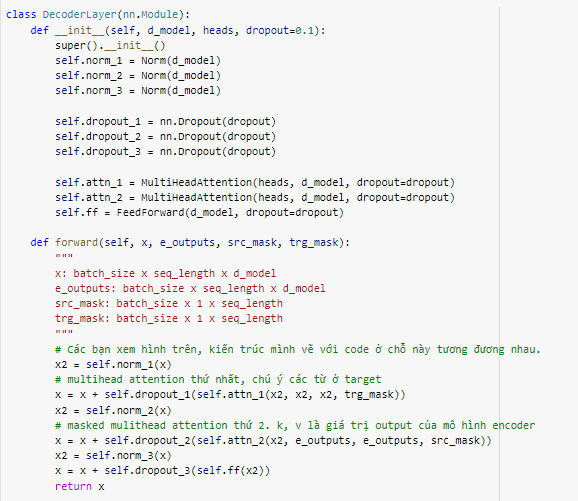 class DecoderLayer(nn.Module):
    def __init__(self, d_model, heads, dropout=0.1):
        super().__init__()
        self.norm_1 = Norm(d_model)
        self.norm_2 = Norm(d_model)
        self.norm_3 = Norm(d_model)

        self.dropout_1 = nn.Dropout(dropout)
        self.dropout_2 = nn.Dropout(dropout)
        self.dropout_3 = nn.Dropout(dropout)

        self.attn_1 = MultiHeadAttention(heads, d_model, dropout=dropout)
        self.attn_2 = MultiHeadAttention(heads, d_model, dropout=dropout)
        self.ff = FeedForward(d_model, dropout=dropout)

    def forward(self, x, e_outputs, src_mask, trg_mask):
        """
        x: batch_size x seq_length x d_model
        e_outputs: batch_size x seq_length x d_model
        src_mask: batch_size x 1 x seq_length
        trg_mask: batch_size x 1 x seq_length
        """
        # Các bạn xem hình trên, kiến trúc mình vẽ với code ở chỗ này tương đương nhau.
        x2 = self.norm_1(x)
        # multihead attention thứ nhất, chú ý các từ ở target
        x = x + self.dropout_1(self.attn_1(x2, x2, x2, trg_mask))
        x2 = self.norm_2(x)
        # masked mulithead attention thứ 2. k, v là giá trị output của mô hình encoder
        x = x + self.dropout_2(self.attn_2(x2, e_outputs, e_outputs, src_mask))
        x2 = self.norm_3(x)
        x = x + self.dropout_3(self.ff(x2))
        return x